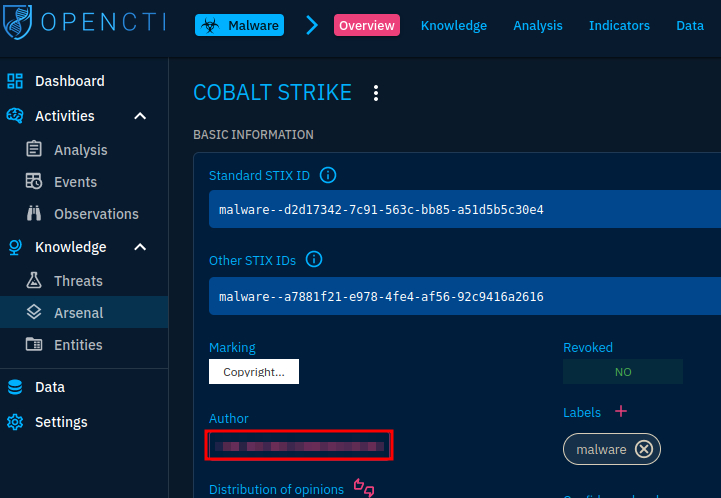 OPENCTI
Malware
Overview
Knowledge
Analysis
Indicators
Data
Dashboard
Activities
Analysis
Events
Observations
Knowledge
Threats
Arsenal
Entities
Data
Settings
COBALT STRIKE
BASIC INFORMATION
Standard STIX ID
malware--d2d17342-7c91-563c-bb85-a51d5b5c30e4
Other STIX IDs
malware--a7881f21-e978-4fe4-af56-92c9416a2616
Marking
Copyright...
Revoked
NO
Author
Labels
malware
Distribution of opinions